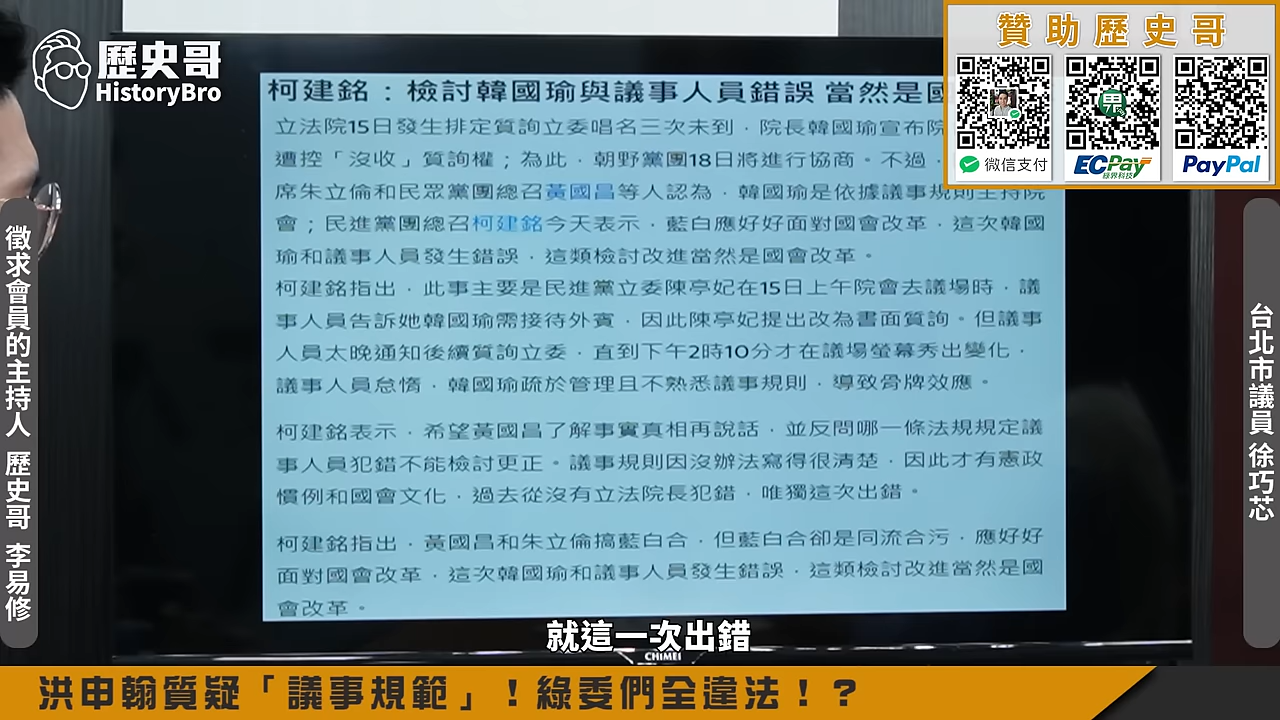 歷史哥
HistoryBro
贊助歷史哥
微信支付
ECPay
綠界科技
PayPal
柯建銘：檢討韓國瑜與議事人員錯誤 當然是國
立法院15日發生排定質詢立委唱名三次未到，院長韓國瑜宣布院
遭控「沒收」質詢權；為此，朝野黨團18日將進行協商。不過，
席朱立倫和民眾黨團總召黃國昌等人認為，韓國瑜是依據議事規則主持院
會；民進黨團總召柯建銘今天表示，藍白應好好面對國會改革，這次韓國
瑜和議事人員發生錯誤，這類檢討改進當然是國會改革。
柯建銘指出，此事主要是民進黨立委陳亭妃在15日上午院會去議場時，議
事人員告訴她韓國瑜需接待外賓，因此陳亭妃提出改為書面質詢。但議事
人員太晚通知後續質詢立委，直到下午2時10分才在議場螢幕秀出變化，
議事人員怠惰，韓國瑜疏於管理且不熟悉議事規則，導致骨牌效應。
柯建銘表示，希望黃國昌了解事實真相再說話，並反問哪一條法規規定議
事人員犯錯不能檢討更正。議事規則因沒辦法寫得很清楚，因此才有憲政
慣例和國會文化，過去從沒有立法院長犯錯，唯獨這次出錯。
柯建銘指出，黃國昌和朱立倫搞藍白合，但藍白合卻是同流合污，應好好
面對國會改革，這次韓國瑜和議事人員發生錯誤，這類檢討改進當然是國
會改革。
徵求會員的主持人 歷史哥 李易修
台北市議員 徐巧芯
就這一次出錯
CHIMEI
洪申翰質疑「議事規範」！綠委們全違法！？